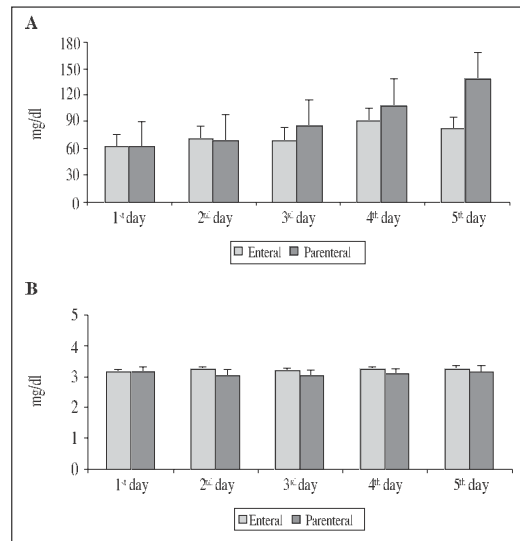 A
180
150
120
90
60
30
0
mg/dl
1st day 2nd day 3rd day 4th day 5th day
Enteral Parenteral
B
5
4
3
2
1
0
mg/dl
1st day 2nd day 3rd day 4th day 5th day
Enteral Parenteral